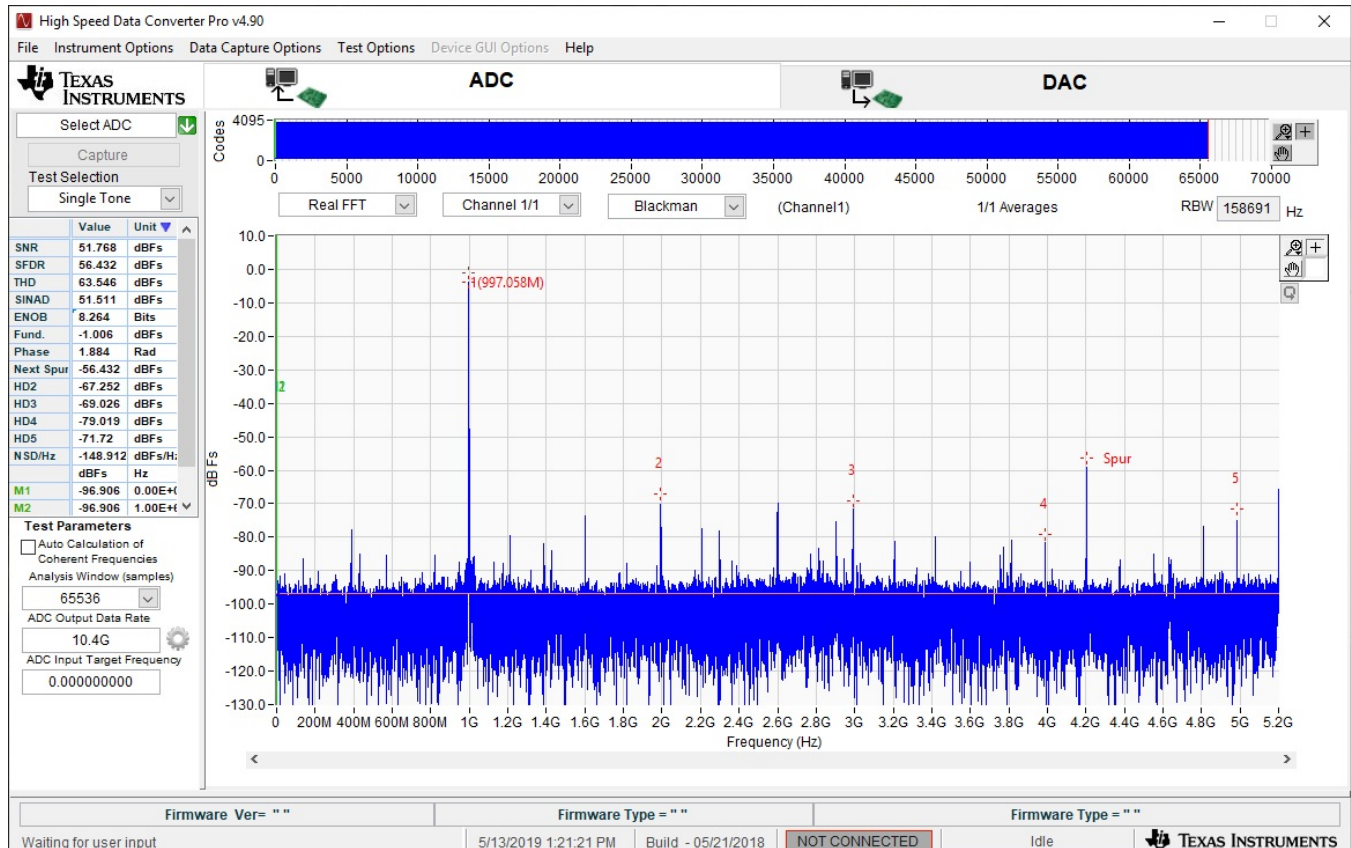 High Speed Data Converter Pro v4.90
File Instrument Options Data Capture Options Test Options Device GUI Options Help
TEXAS INSTRUMENTS
ADC
DAC
Select ADC
Capture
Test Selection
Single Tone
Value Unit
SNR 51.768 dBFs
SFDR 56.432 dBFs
THD 63.546 dBFs
SINAD 51.511 dBFs
ENOB 8.264 Bits
Fund. -1.006 dBFs
Phase 1.884 Rad
Next Spur -56.432 dBFs
HD2 -67.252 dBFs
HD3 -69.026 dBFs
HD4 -79.019 dBFs
HD5 -71.72 dBFs
NSD/Hz -148.912 dBFs/H
dBFs Hz
M1 -96.906 0.00E+
M2 -96.906 1.00E+
Test Parameters
Auto Calculation of
Coherent Frequencies
Analysis Window (samples)
65536
ADC Output Data
Rate
10.4G
ADC Input Target Frequency
0.000000000
Codes
4095
0
0 5000 10000 15000 20000 25000 30000 35000 40000 45000 50000 55000 60000 65000 70000
Real FFT Channel 1/1 Blackman (Channel1) 1/1 Averages RBW 158691 Hz
10.0
0.0
-10.0
-20.0
-30.0
-40.0
-50.0
-60.0
-70.0
-80.0
-90.0
-100.0
-110.0
-120.0
-130.0
dBFs
1(997.058M)
2
3
4
Spur
5
0 200M 400M 600M 800M 1G 1.2G 1.4G 1.6G 1.8G 2G 2.2G 2.4G 2.6G 2.8G 3G 3.2G 3.4G 3.6G 3.8G 4G 4.2G 4.4G 4.6G 4.8G 5G 5.2G
Frequency (Hz)
Firmware Ver= " " Firmware Type = " " Firmware Type = " "
Waiting for user input 5/13/2019 1:21:21 PM Build - 05/21/2018 NOT CONNECTED Idle TEXAS INSTRUMENTS